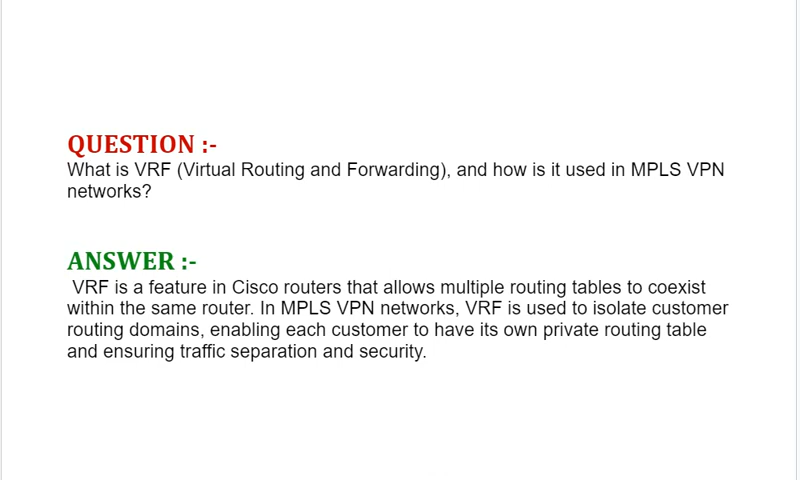 QUESTION :-
What is VRF (Virtual Routing and Forwarding), and how is it used in MPLS VPN
networks?
ANSWER :-
VRF is a feature in Cisco routers that allows multiple routing tables to coexist
within the same router. In MPLS VPN networks, VRF is used to isolate customer
routing domains, enabling each customer to have its own private routing table
and ensuring traffic separation and security.